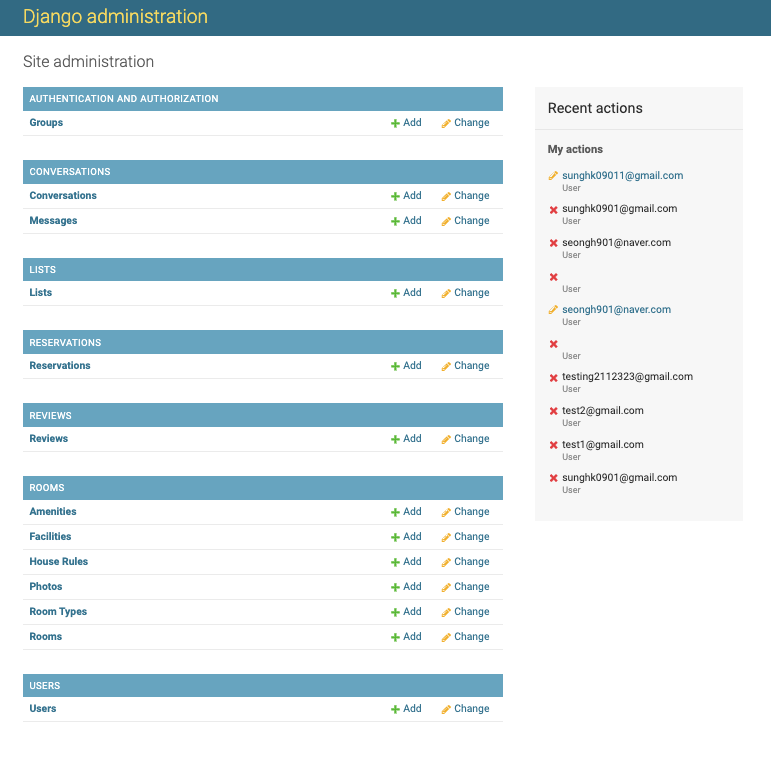 Django administration
Site administration
AUTHENTICATION AND AUTHORIZATION
Groups Add Change
CONVERSATIONS
Conversations Add Change
Messages Add Change
LISTS
Lists Add Change
RESERVATIONS
Reservations Add Change
REVIEWS
Reviews Add Change
ROOMS
Amenities Add Change
Facilities Add Change
House Rules Add Change
Photos Add Change
Room Types Add Change
Rooms Add Change
USERS
Users Add Change
Recent actions
My actions
sunghk09011@gmail.com
User
sunghk0901@gmail.com
User
seongh901@naver.com
User
User
seongh901@naver.com
User
User
testing2112323@gmail.com
User
test2@gmail.com
User
test1@gmail.com
User
sunghk0901@gmail.com
User